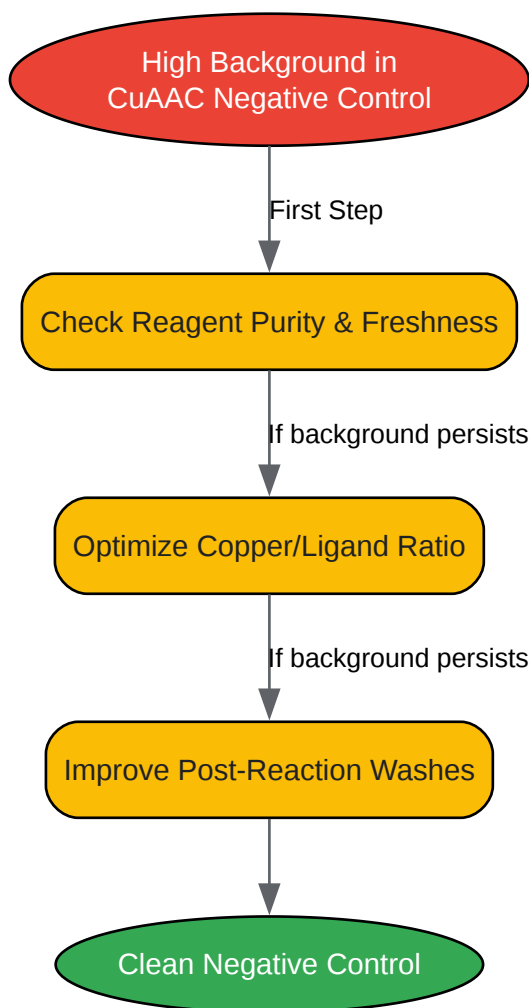 High Background in
CuAAC Negative Control
First Step
Check Reagent Purity & Freshness
If background persists
Optimize Copper/Ligand Ratio
If background persists
Improve Post-Reaction Washes
Clean Negative Control